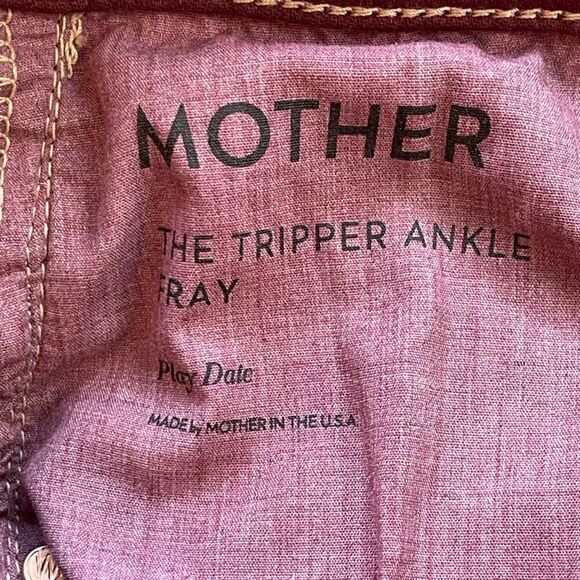 MOTHER
THE TRIPPER ANKLE
FRAY
Play Date
MADE by MOTHER IN THE U.S.A.